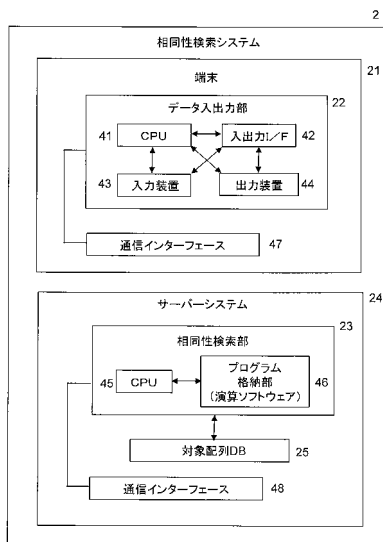 2
相同性検索システム
21
端末
22
データ入出力部
41 CPU 入出力I/F 42
43 入力装置 出力装置 44
通信インターフェース 47
24
サーバーシステム
23
相同性検索部
45 CPU プログラム
格納部
(演算ソフトウェア) 46
対象配列DB 25
通信インターフェース 48